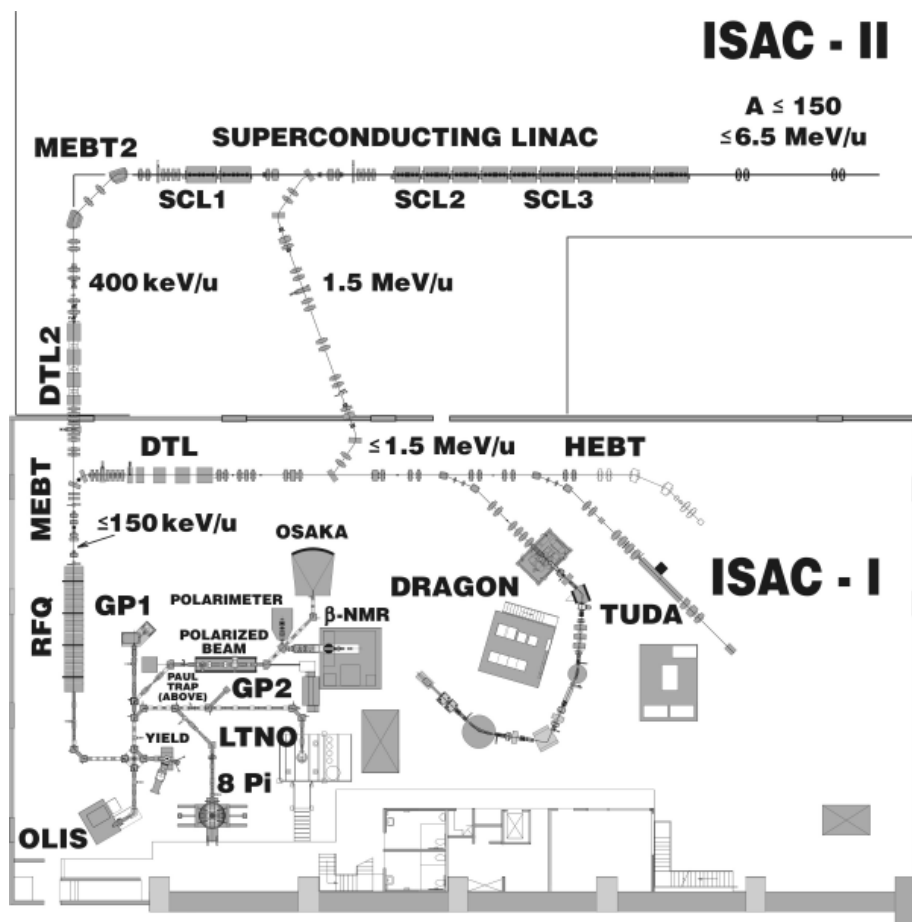 ISAC - II
A ≤ 150
≤6.5 MeV/u
SUPERCONDUCTING LINAC
MEBT2
SCL1
SCL2
SCL3
400 keV/u
1.5 MeV/u
DTL2
≤1.5 MeV/u
DTL
HEBT
MEBT
≤150 keV/u
OSAKA
ISAC - I
DRAGON
TUDA
RFQ
GP1
POLARIMETER
β-NMR
POLARIZED
BEAM
PAUL
TRAP
(ABOVE)
GP2
YIELD
LTNO
8 Pi
OLIS